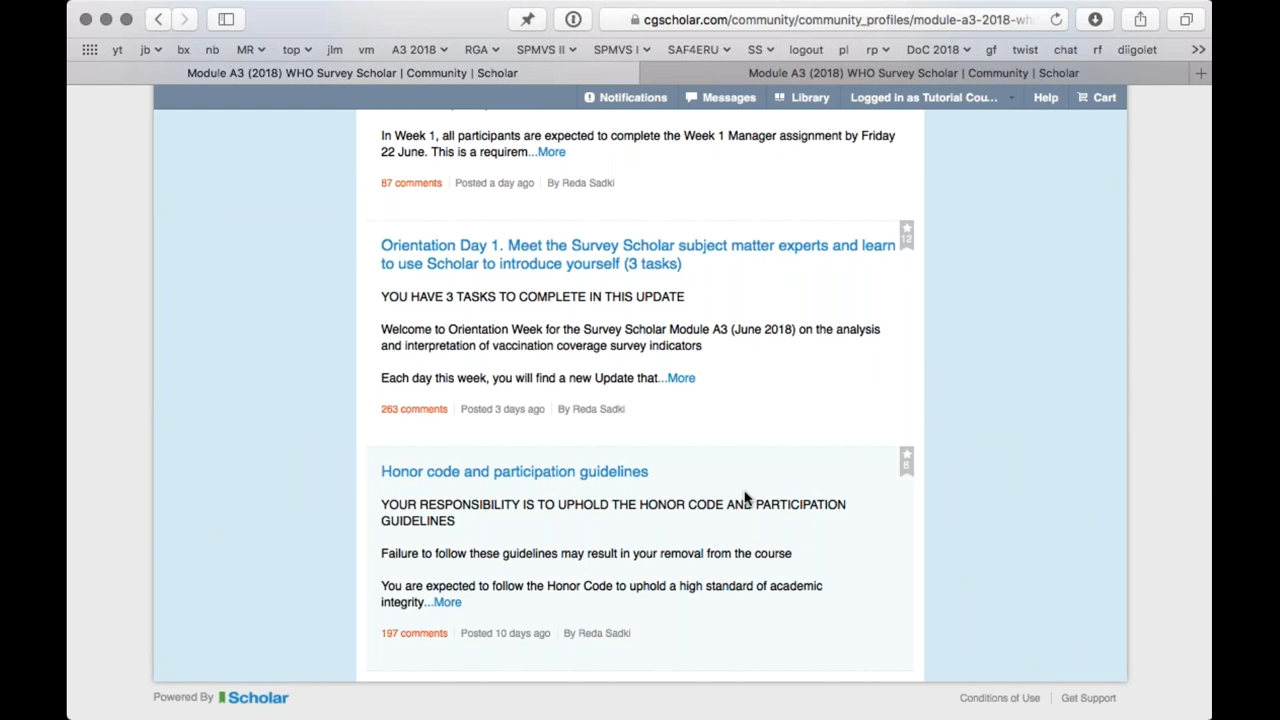 cgscholar.com/community/community_profiles/module-a3-2018-wh
yt jb bx nb MR top jlm vm A3 2018 RGA SPMVS II SPMVS I SAF4ERU SS logout pl rp DoC 2018 gf twist chat rf diigolet >>
Module A3 (2018) WHO Survey Scholar | Community | Scholar Module A3 (2018) WHO Survey Scholar | Community | Scholar +
Notifications Messages Library Logged in as Tutorial Cou... Help Cart
In Week 1, all participants are expected to complete the Week 1 Manager assignment by Friday
22 June. This is a requirem...More
87 comments Posted a day ago By Reda Sadki
Orientation Day 1. Meet the Survey Scholar subject matter experts and learn
to use Scholar to introduce yourself (3 tasks)
12
YOU HAVE 3 TASKS TO COMPLETE IN THIS UPDATE
Welcome to Orientation Week for the Survey Scholar Module A3 (June 2018) on the analysis
and interpretation of vaccination coverage survey indicators
Each day this week, you will find a new Update that...More
263 comments Posted 3 days ago By Reda Sadki
Honor code and participation guidelines
YOUR RESPONSIBILITY IS TO UPHOLD THE HONOR CODE AND PARTICIPATION
GUIDELINES
Failure to follow these guidelines may result in your removal from the course
You are expected to follow the Honor Code to uphold a high standard of academic
integrity...More
197 comments Posted 10 days ago By Reda Sadki
Powered By Scholar Conditions of Use Get Support